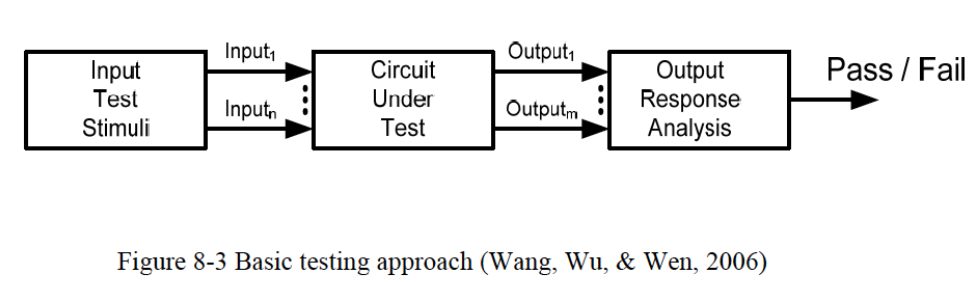 Input
Test
Stimuli
Input₁
Inputₙ
Circuit
Under
Test
Output₁
Outputₘ
Output
Response
Analysis
Pass / Fail
Figure 8-3 Basic testing approach (Wang, Wu, & Wen, 2006)